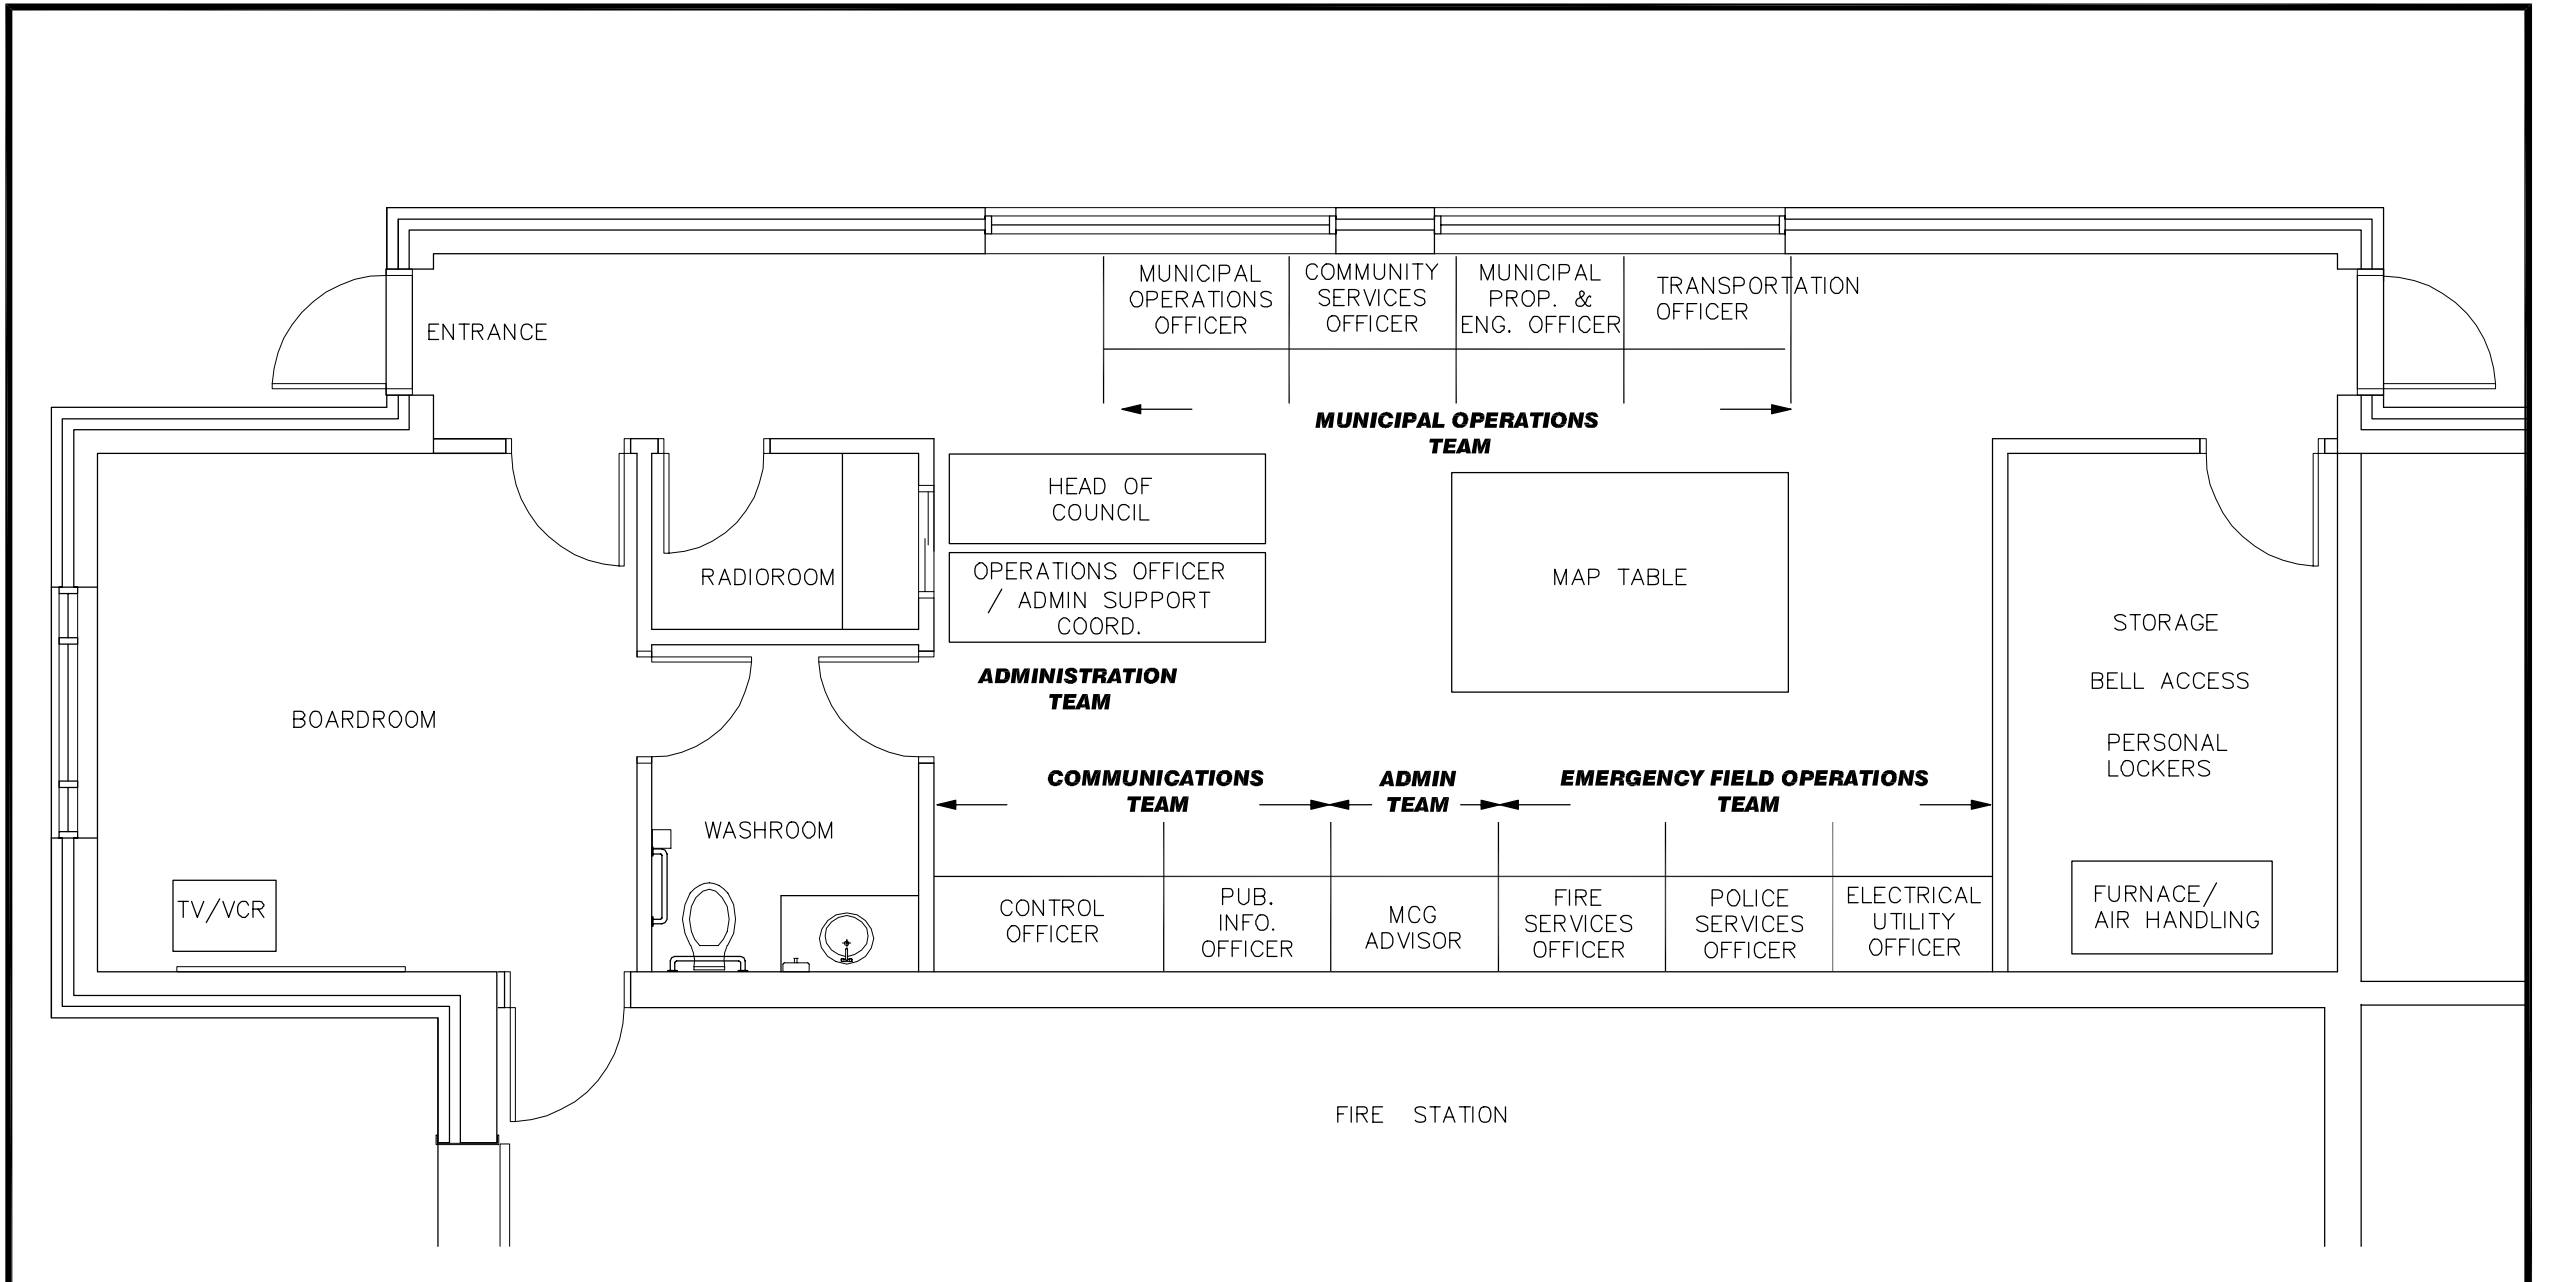 MUNICIPAL
OPERATIONS
OFFICER
COMMUNITY
SERVICES
OFFICER
MUNICIPAL
PROP. &
ENG. OFFICER
TRANSPORTATION
OFFICER
ENTRANCE
MUNICIPAL OPERATIONS
TEAM
HEAD OF
COUNCIL
OPERATIONS OFFICER
/ ADMIN SUPPORT
COORD.
RADIOROOM
MAP TABLE
STORAGE
BELL ACCESS
PERSONAL
LOCKERS
ADMINISTRATION
TEAM
BOARDROOM
COMMUNICATIONS
TEAM
ADMIN
TEAM
EMERGENCY FIELD OPERATIONS
TEAM
WASHROOM
TV/VCR
CONTROL
OFFICER
PUB.
INFO.
OFFICER
MCG
ADVISOR
FIRE
SERVICES
OFFICER
POLICE
SERVICES
OFFICER
ELECTRICAL
UTILITY
OFFICER
FURNACE/
AIR HANDLING
FIRE STATION